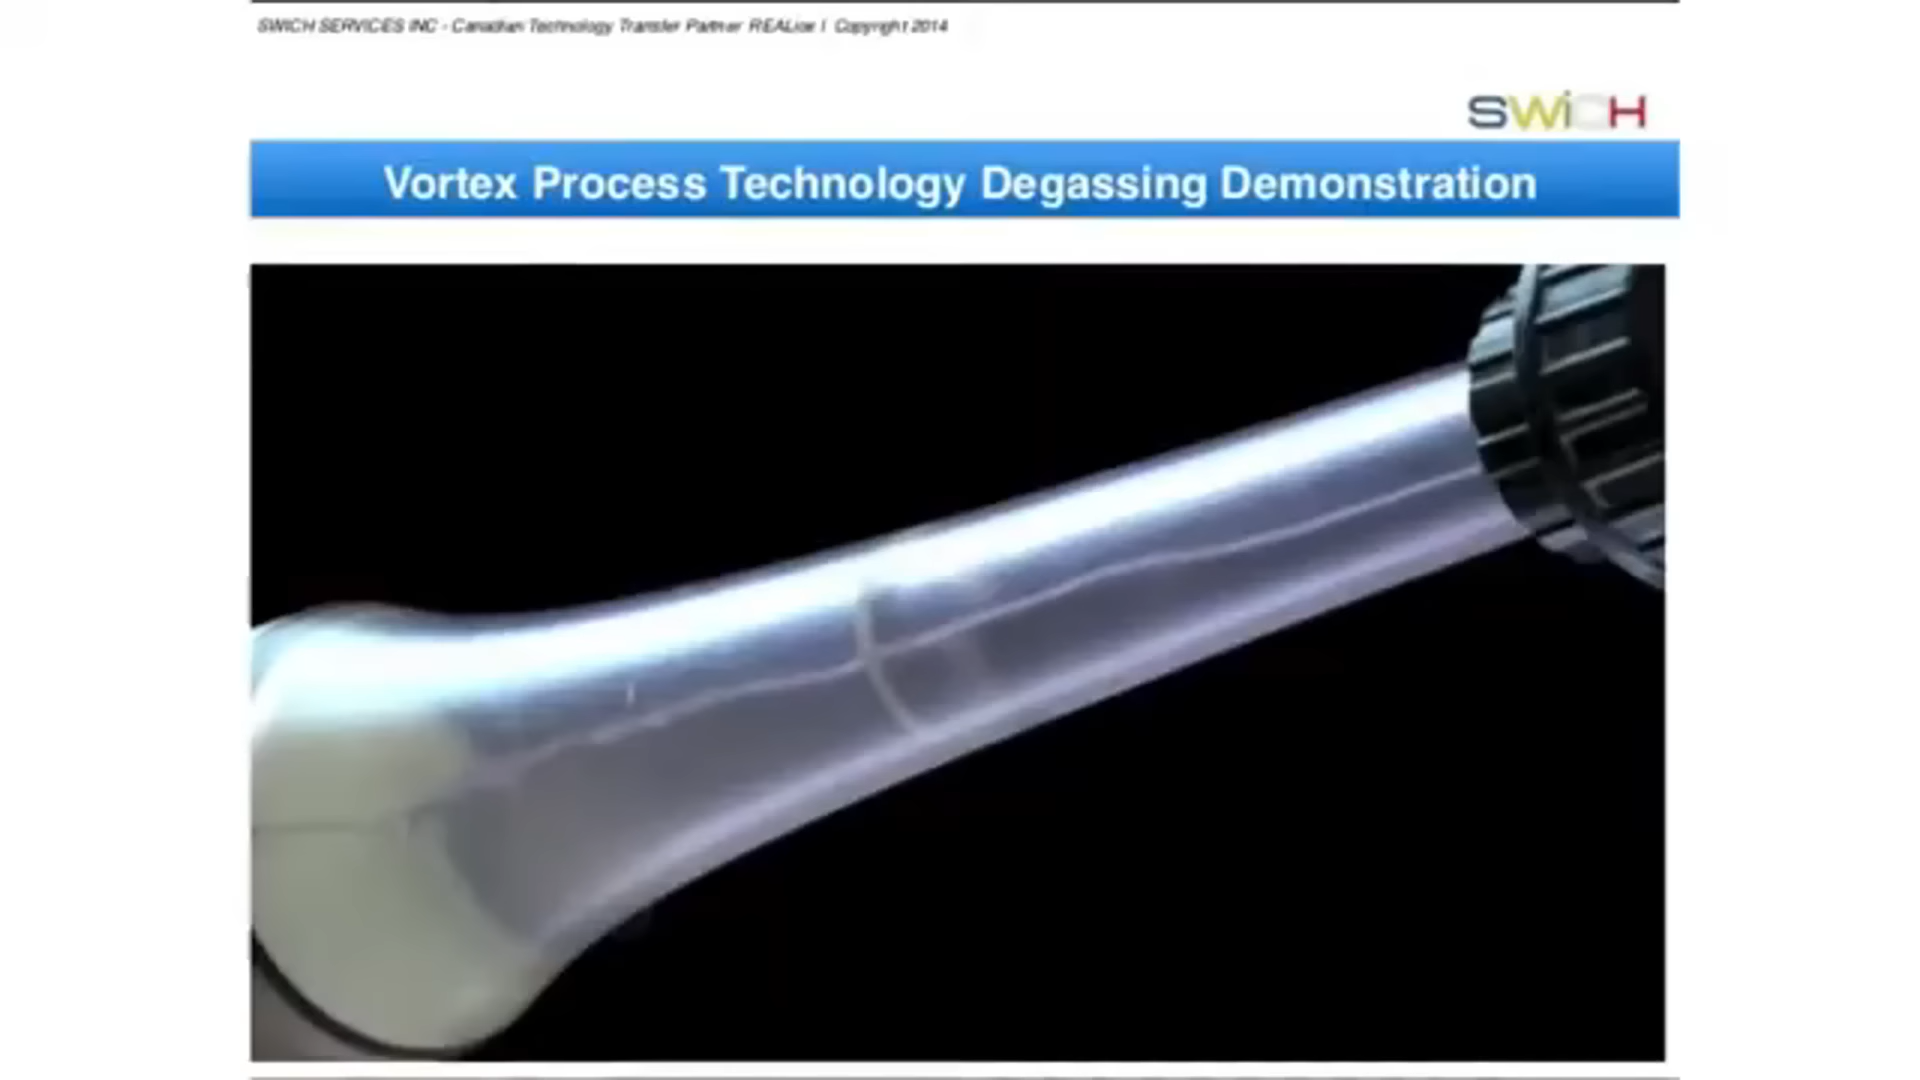 SWICH SERVICES INC - Canadian Technology Transfer Partner REALice I Copyright 2014
SWiCH
Vortex Process Technology Degassing Demonstration